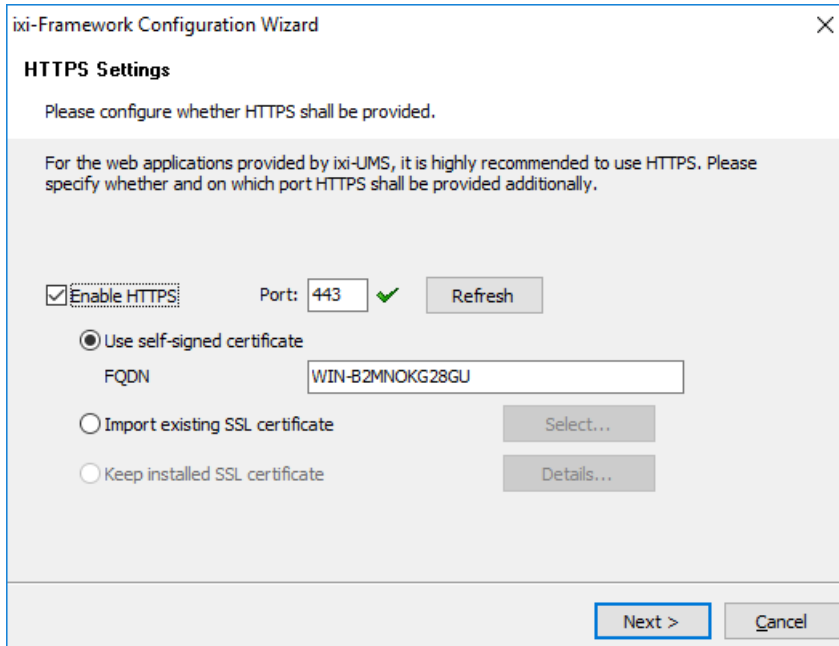 ixi-Framework Configuration Wizard
HTTPS Settings
Please configure whether HTTPS shall be provided.
For the web applications provided by ixi-UMS, it is highly recommended to use HTTPS. Please
specify whether and on which port HTTPS shall be provided additionally.
Enable HTTPS Port: 443 Refresh
Use self-signed certificate
FQDN WIN-B2MNOKG28GU
Import existing SSL certificate Select...
Keep installed SSL certificate Details...
Next > Cancel